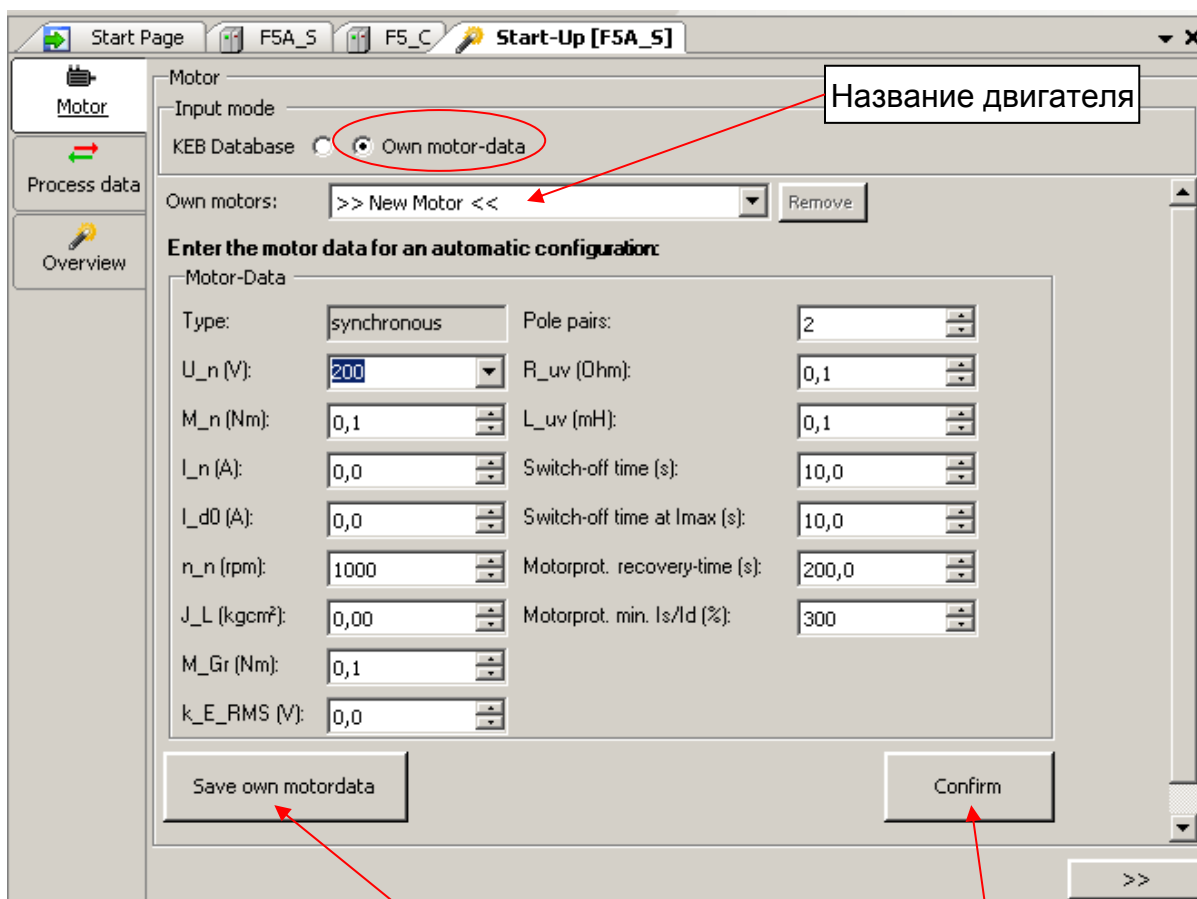 Start Page F5A_S F5_C Start-Up [F5A_S]
Motor
Process data
Overview
Motor
Название двигателя
Input mode
KEB Database Own motor-data
Own motors: >> New Motor << Remove
Enter the motor data for an automatic configuration:
Motor-Data
Type: synchronous Pole pairs: 2
U_n (V): 200 R_uv (Ohm): 0,1
M_n (Nm): 0,1 L_uv (mH): 0,1
I_n (A): 0,0 Switch-off time (s): 10,0
I_d0 (A): 0,0 Switch-off time at Imax (s): 10,0
n_n (rpm): 1000 Motorprot. recovery-time (s): 200,0
J_L (kgcm²): 0,00 Motorprot. min. Is/Id (%): 300
M_Gr (Nm): 0,1
k_E_RMS (V): 0,0
Save own motordata Confirm
>>